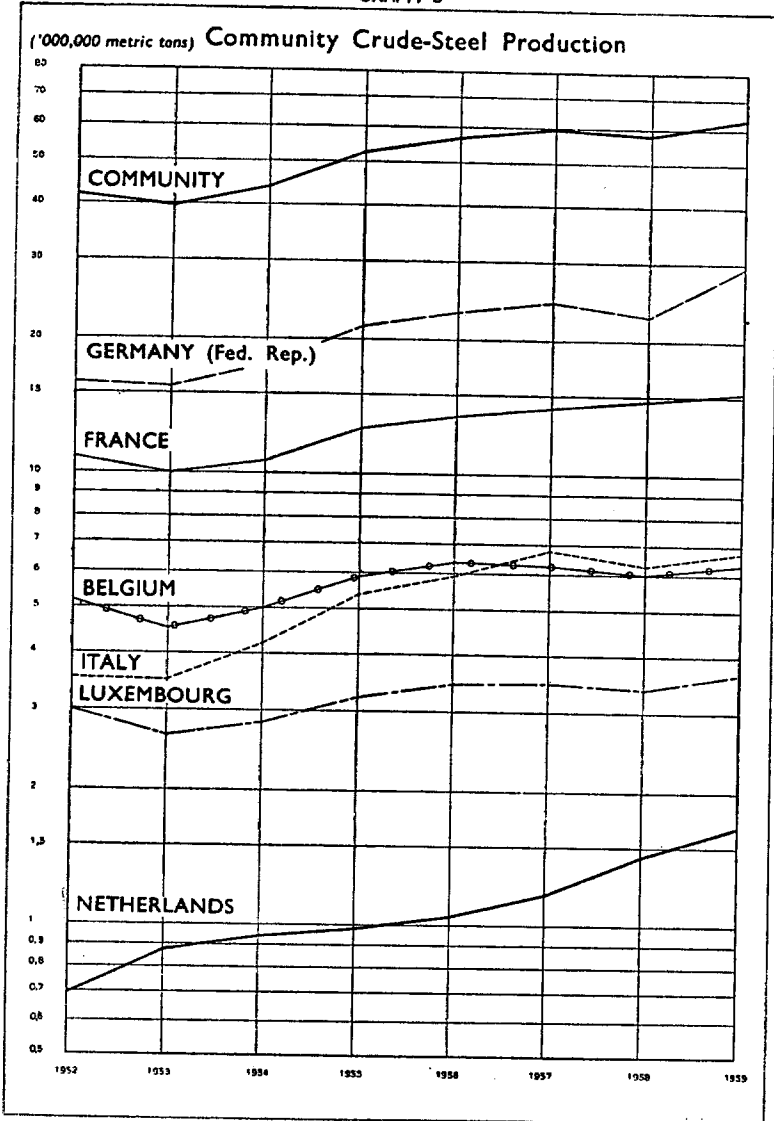 ('000,000 metric tons) Community Crude-Steel Production
80
70
60
50
40
30
20
15
10
9
8
7
6
5
4
3
2
1,5
1
0,9
0,8
0,7
0,6
0,5
COMMUNITY
GERMANY (Fed. Rep.)
FRANCE
BELGIUM
ITALY
LUXEMBOURG
NETHERLANDS
1952 1953 1954 1955 1956 1957 1958 1959